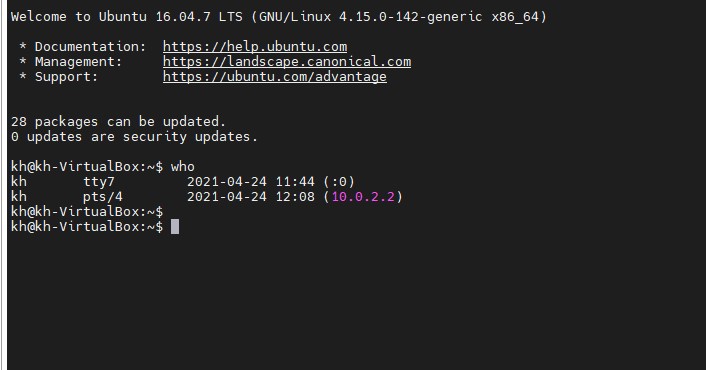 Welcome to Ubuntu 16.04.7 LTS (GNU/Linux 4.15.0-142-generic x86_64)
* Documentation:  https://help.ubuntu.com
* Management:     https://landscape.canonical.com
* Support:        https://ubuntu.com/advantage
28 packages can be updated.
0 updates are security updates.
kh@kh-VirtualBox:~$ who
kh       tty7         2021-04-24 11:44 (:0)
kh       pts/4        2021-04-24 12:08 (10.0.2.2)
kh@kh-VirtualBox:~$
kh@kh-VirtualBox:~$